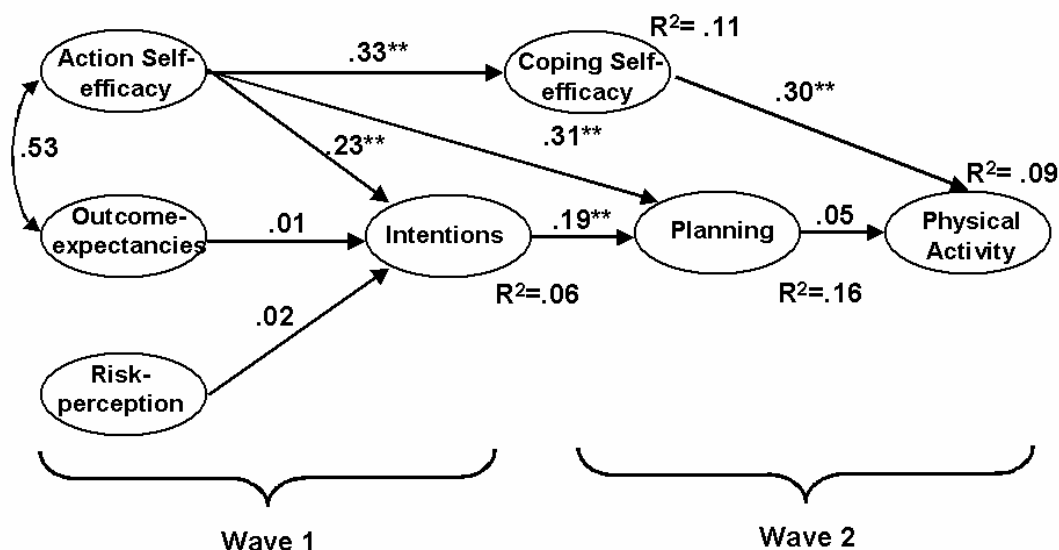 Action Self-
efficacy
.33**
Coping Self-
efficacy
R²= .11
.30**
.53
.23**
.31**
R²= .09
Outcome-
expectancies
.01
Intentions
.19**
Planning
.05
Physical
Activity
R²=.06
R²=.16
.02
Risk-
perception
Wave 1
Wave 2